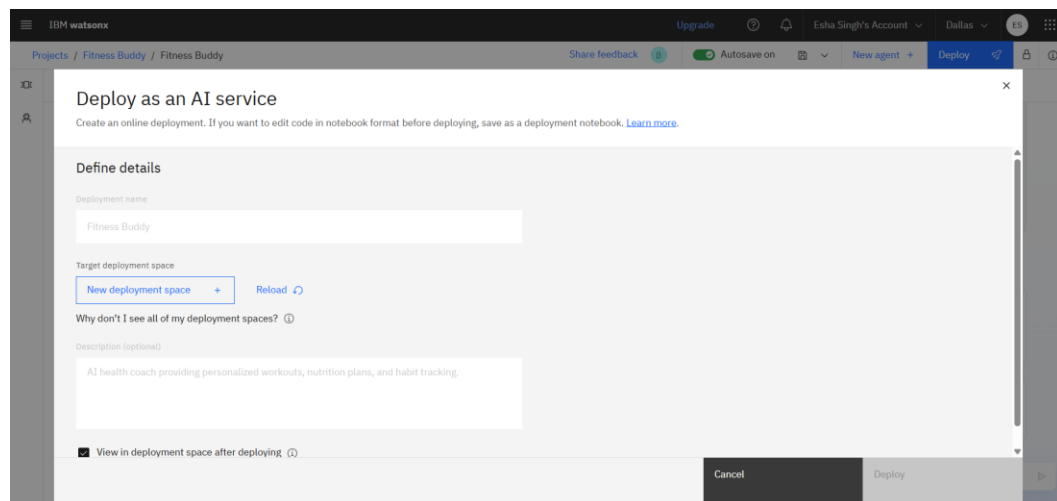 IBM watsonx
Upgrade
Esha Singh's Account
Dallas
ES
Projects / Fitness Buddy / Fitness Buddy
Share feedback
Autosave on
New agent +
Deploy
Deploy as an AI service
Create an online deployment. If you want to edit code in notebook format before deploying, save as a deployment notebook. Learn more.
Define details
Deployment name
Fitness Buddy
Target deployment space
New deployment space +
Reload
Why don't I see all of my deployment spaces?
Description (optional)
AI health coach providing personalized workouts, nutrition plans, and habit tracking.
View in deployment space after deploying
Cancel
Deploy